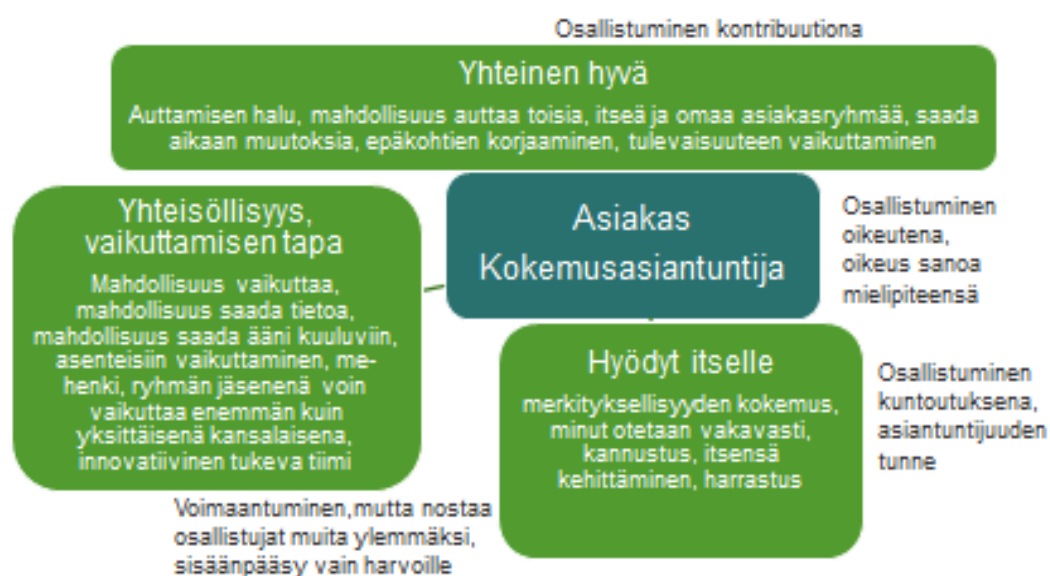 Osallistuminen kontribuutiona
Yhteinen hyvä
Auttamisen halu, mahdollisuus auttaa toisia, itseä ja omaa asiakasryhmää, saada
aikaan muutoksia, epäkohtien korjaaminen, tulevaisuuteen vaikuttaminen
Yhteisöllisyys,
vaikuttamisen tapa
Mahdollisuus vaikuttaa,
mahdollisuus saada tietoa,
mahdollisuus saada ääni kuuluviin,
asenteisiin vaikuttaminen, me-
henki, ryhmän jäsenenä voin
vaikuttaa enemmän kuin
yksittäisenä kansalaisena,
innovatiivinen tukeva tiimi
Asiakas
Kokemusasiantuntija
Osallistuminen
oikeutena,
oikeus sanoa
mielipiteensä
Hyödyt itselle
merkityksellisyyden kokemus,
minut otetaan vakavasti,
kannustus, itsensä
kehittäminen, harrastus
Osallistuminen
kuntoutuksena,
asiantuntijuuden
tunne
Voimaantuminen,mutta nostaa
osallistujat muita ylemmäksi,
sisäänpääsy vain harvoille